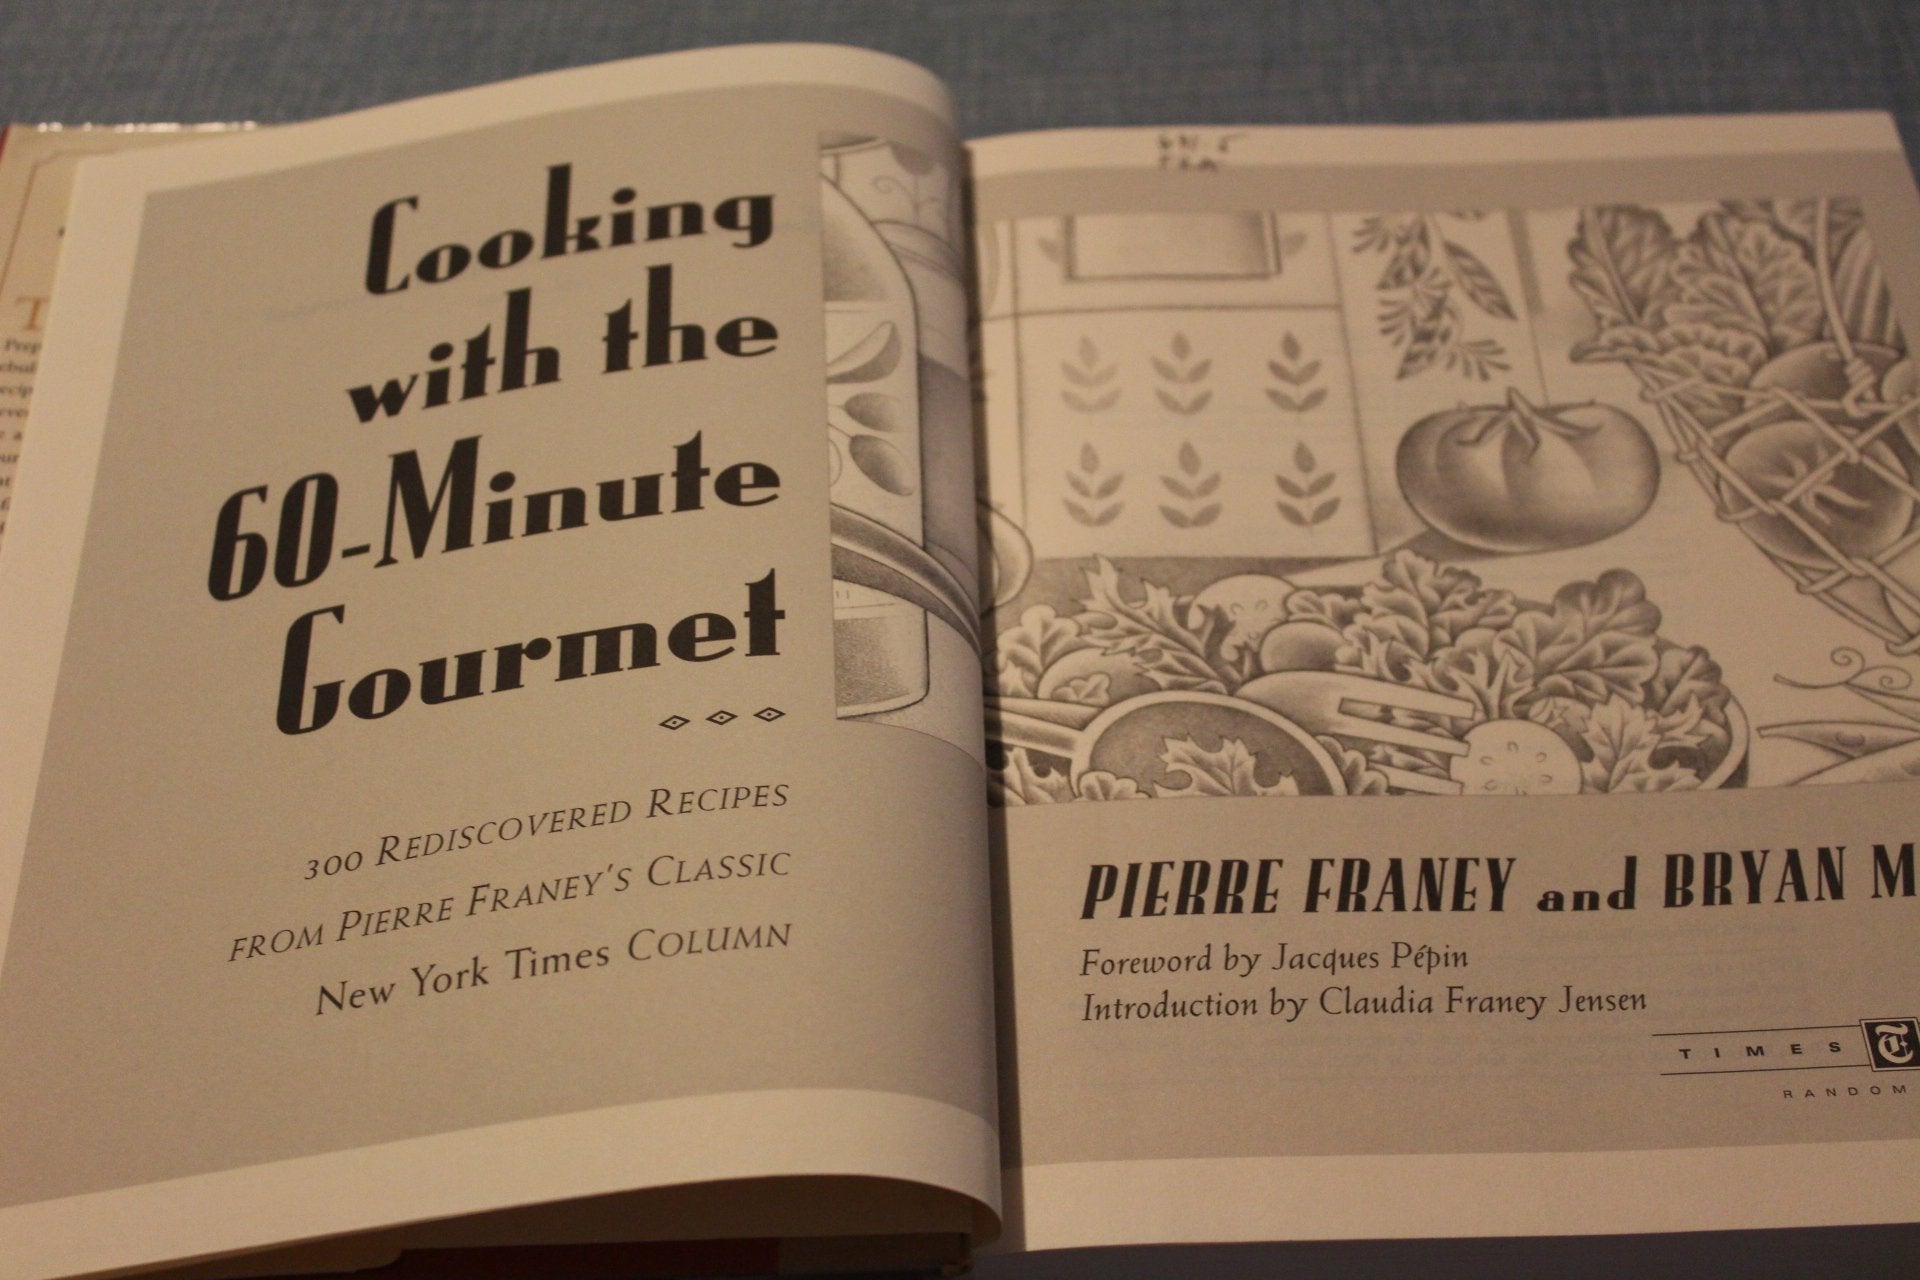 Cooking
with the
60-Minute
Gourmet
300 REDISCOVERED RECIPES
FROM PIERRE FRANEY'S CLASSIC
New York Times COLUMN
PIERRE FRANEY and BRYAN M
Foreword by Jacques Pépin
Introduction by Claudia Franey Jensen
TIMES T
RANDOM